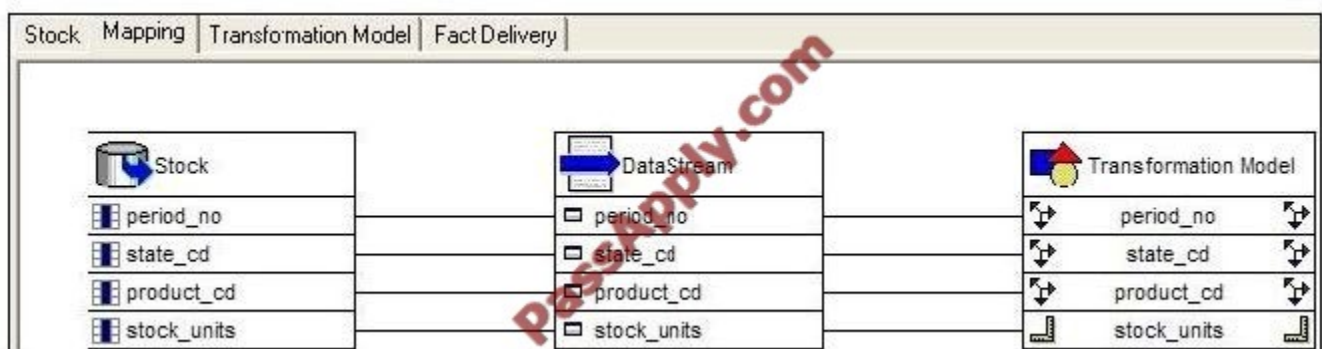 Stock Mapping Transformation Model Fact Delivery
Stock DataStream Transformation Model
period_no period_no period_no
state_cd state_cd state_cd
product_cd product_cd product_cd
stock_units stock_units stock_units
PassApply.com